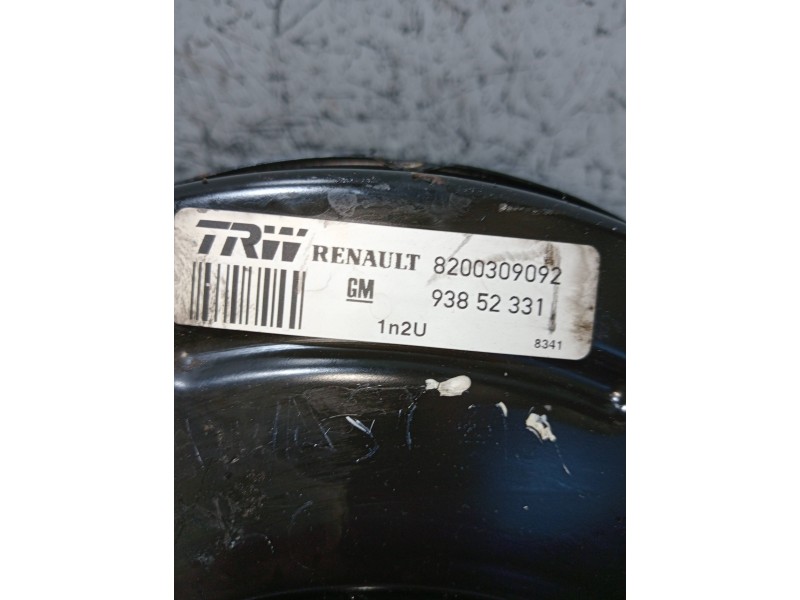 TRW RENAULT 8200309092
GM 938 52 331
1n2U
8341